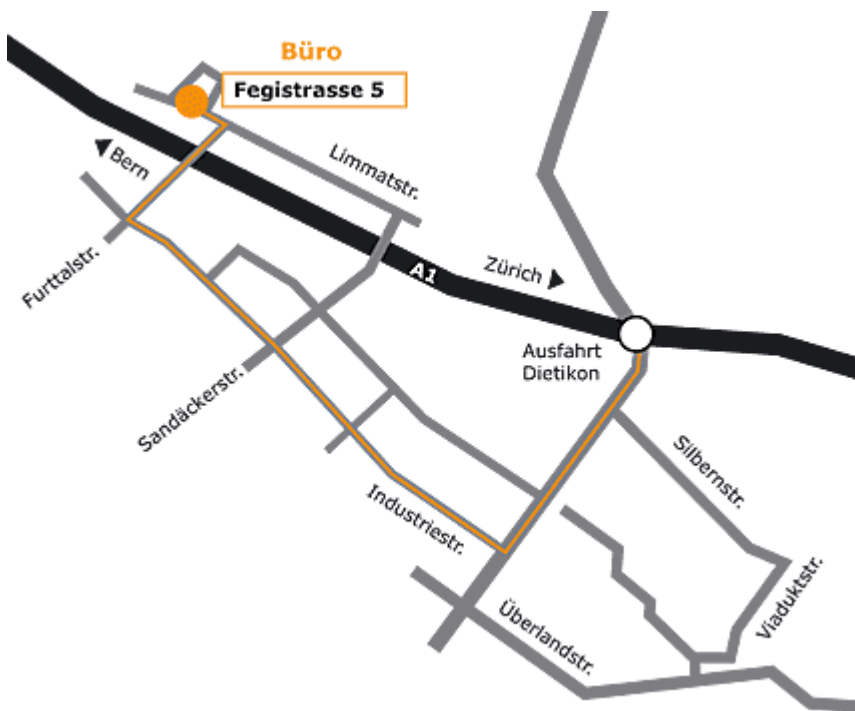 Büro
Fegistrasse 5
Bern
Limmatstr.
Furttalstr.
A1
Zürich
Ausfahrt
Dietikon
Sandäckerstr.
Industriestr.
Silbernstr.
Viaduktstr.
Überlandstr.